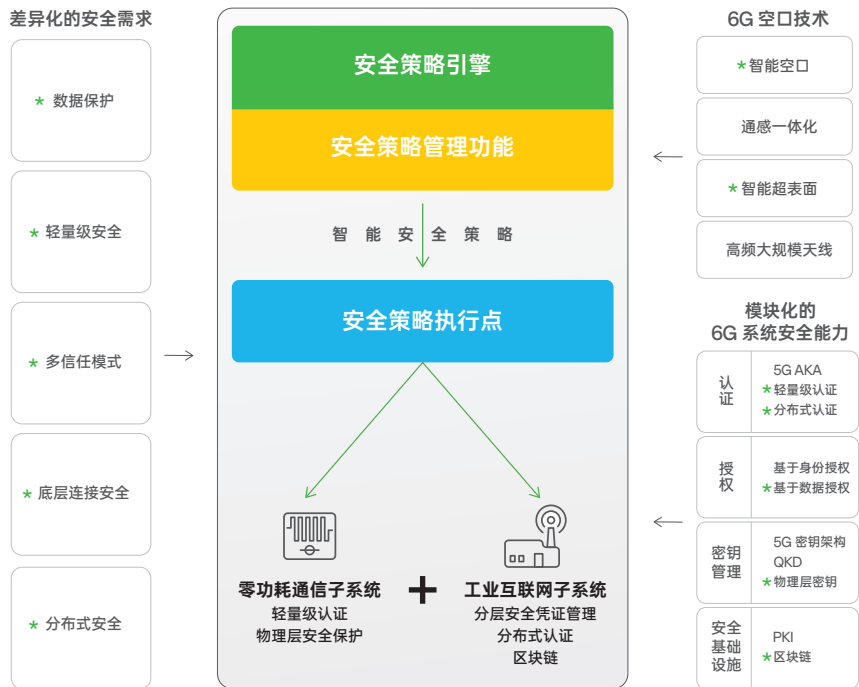 差异化的安全需求
* 数据保护
* 轻量级安全
* 多信任模式
* 底层连接安全
* 分布式安全
安全策略引擎
安全策略管理功能
智能安全策略
安全策略执行点
零功耗通信子系统
轻量级认证
物理层安全保护
+
工业互联网子系统
分层安全凭证管理
分布式认证
区块链
6G 空口技术
* 智能空口
通感一体化
* 智能超表面
高频大规模天线
模块化的
6G 系统安全能力
认
证
5G AKA
* 轻量级认证
* 分布式认证
授
权
基于身份授权
* 基于数据授权
密钥
管理
5G 密钥架构
QKD
* 物理层密钥
安全
基础
设施
PKI
* 区块链